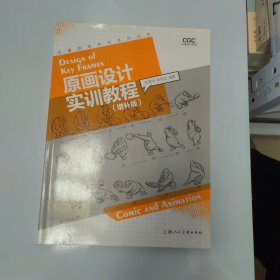 DESIGN OF
KEY FRAMES
CGC
原画设计
实训教程
(增补版)
COMIC AND ANIMATION
上海人民美术出版社